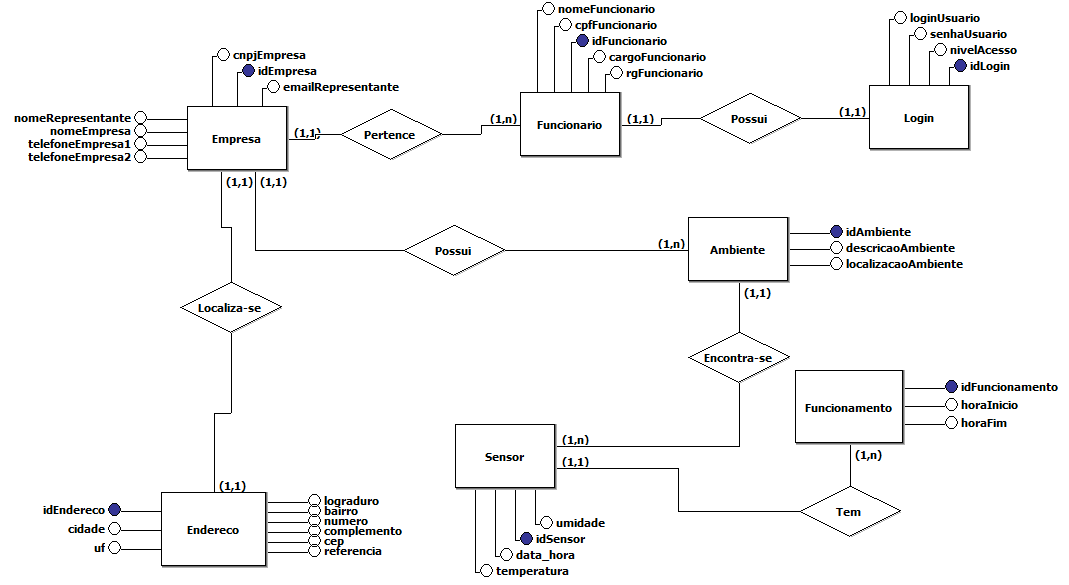 nomeFuncionario
cpfFuncionario
idFuncionario
cargoFuncionario
rgFuncionario
loginUsuario
senhaUsuario
nivelAcesso
idLogin
cnpjEmpresa
idEmpresa
emailRepresentante
nomeRepresentante
nomeEmpresa
telefoneEmpresa1
telefoneEmpresa2
Empresa
(1,1)
Pertence
(1,n)
Funcionario
(1,1)
Possui
(1,1)
Login
(1,1)
(1,1)
Possui
(1,n)
Ambiente
idAmbiente
descricaoAmbiente
localizacaoAmbiente
(1,1)
Localiza-se
Encontra-se
Funcionamento
idFuncionamento
horaInicio
horaFim
(1,n)
Sensor
(1,n)
(1,1)
Tem
umidade
idSensor
data_hora
temperatura
(1,1)
Endereco
idEndereco
cidade
uf
lograduro
bairro
numero
complemento
cep
referencia